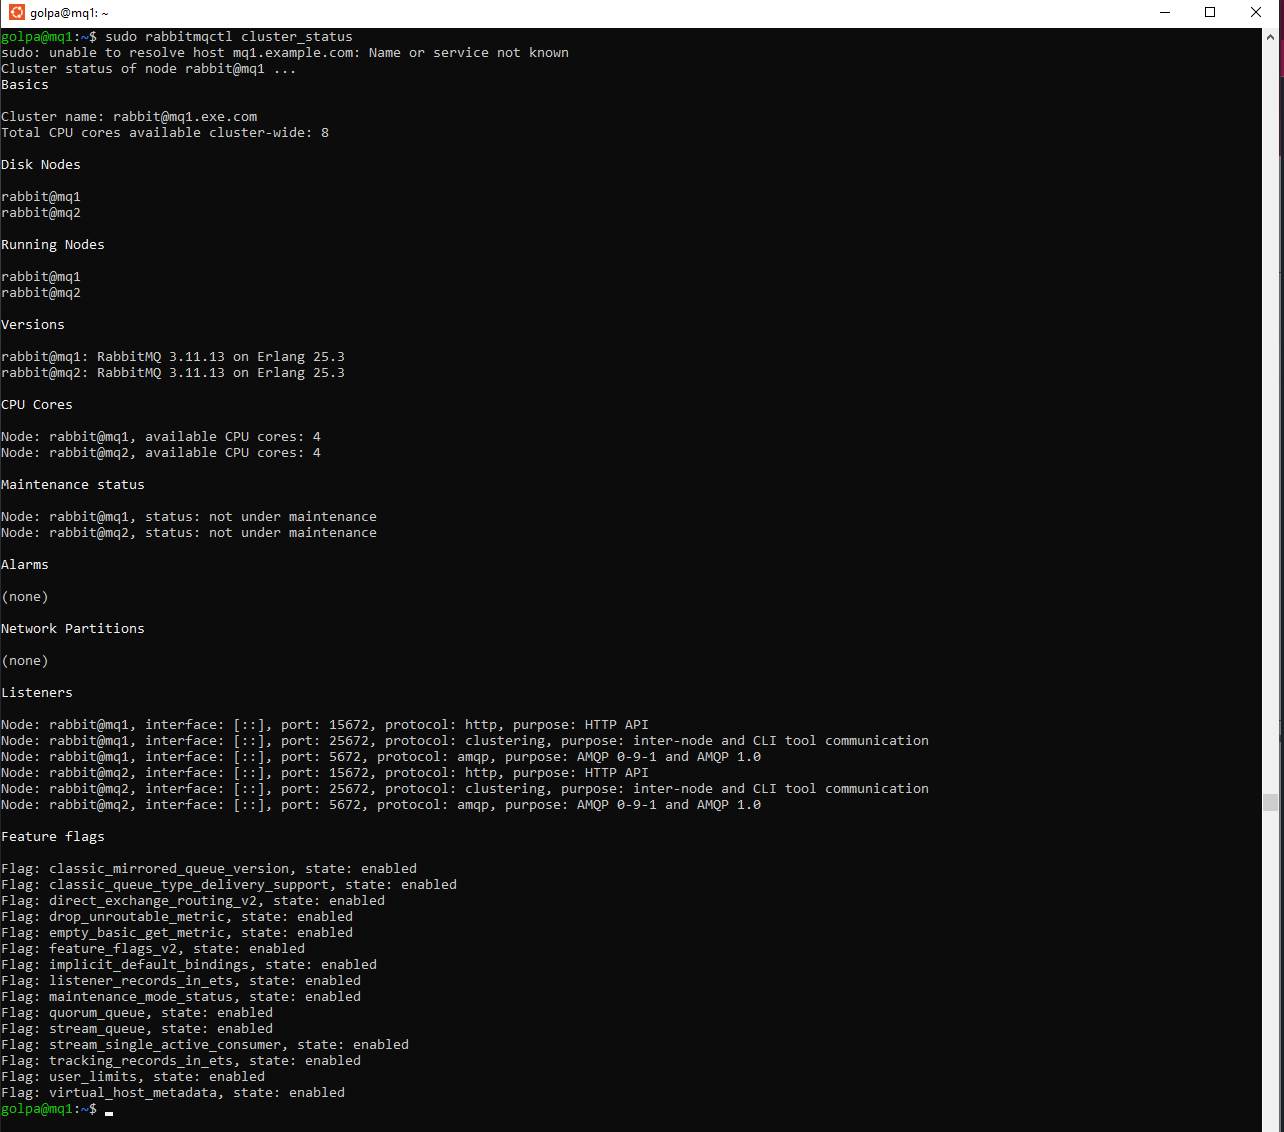 golpa@mq1: ~
golpa@mq1:~$ sudo rabbitmqctl cluster_status
sudo: unable to resolve host mq1.example.com: Name or service not known
Cluster status of node rabbit@mq1 ...
Basics
Cluster name: rabbit@mq1.exe.com
Total CPU cores available cluster-wide: 8
Disk Nodes
rabbit@mq1
rabbit@mq2
Running Nodes
rabbit@mq1
rabbit@mq2
Versions
rabbit@mq1: RabbitMQ 3.11.13 on Erlang 25.3
rabbit@mq2: RabbitMQ 3.11.13 on Erlang 25.3
CPU Cores
Node: rabbit@mq1, available CPU cores: 4
Node: rabbit@mq2, available CPU cores: 4
Maintenance status
Node: rabbit@mq1, status: not under maintenance
Node: rabbit@mq2, status: not under maintenance
Alarms
(none)
Network Partitions
(none)
Listeners
Node: rabbit@mq1, interface: [::], port: 15672, protocol: http, purpose: HTTP API
Node: rabbit@mq1, interface: [::], port: 25672, protocol: clustering, purpose: inter-node and CLI tool communication
Node: rabbit@mq1, interface: [::], port: 5672, protocol: amqp, purpose: AMQP 0-9-1 and AMQP 1.0
Node: rabbit@mq2, interface: [::], port: 15672, protocol: http, purpose: HTTP API
Node: rabbit@mq2, interface: [::], port: 25672, protocol: clustering, purpose: inter-node and CLI tool communication
Node: rabbit@mq2, interface: [::], port: 5672, protocol: amqp, purpose: AMQP 0-9-1 and AMQP 1.0
Feature flags
Flag: classic_mirrored_queue_version, state: enabled
Flag: classic_queue_type_delivery_support, state: enabled
Flag: direct_exchange_routing_v2, state: enabled
Flag: drop_unroutable_metric, state: enabled
Flag: empty_basic_get_metric, state: enabled
Flag: feature_flags_v2, state: enabled
Flag: implicit_default_bindings, state: enabled
Flag: listener_records_in_ets, state: enabled
Flag: maintenance_mode_status, state: enabled
Flag: quorum_queue, state: enabled
Flag: stream_queue, state: enabled
Flag: stream_single_active_consumer, state: enabled
Flag: tracking_records_in_ets, state: enabled
Flag: user_limits, state: enabled
Flag: virtual_host_metadata, state: enabled
golpa@mq1:~$